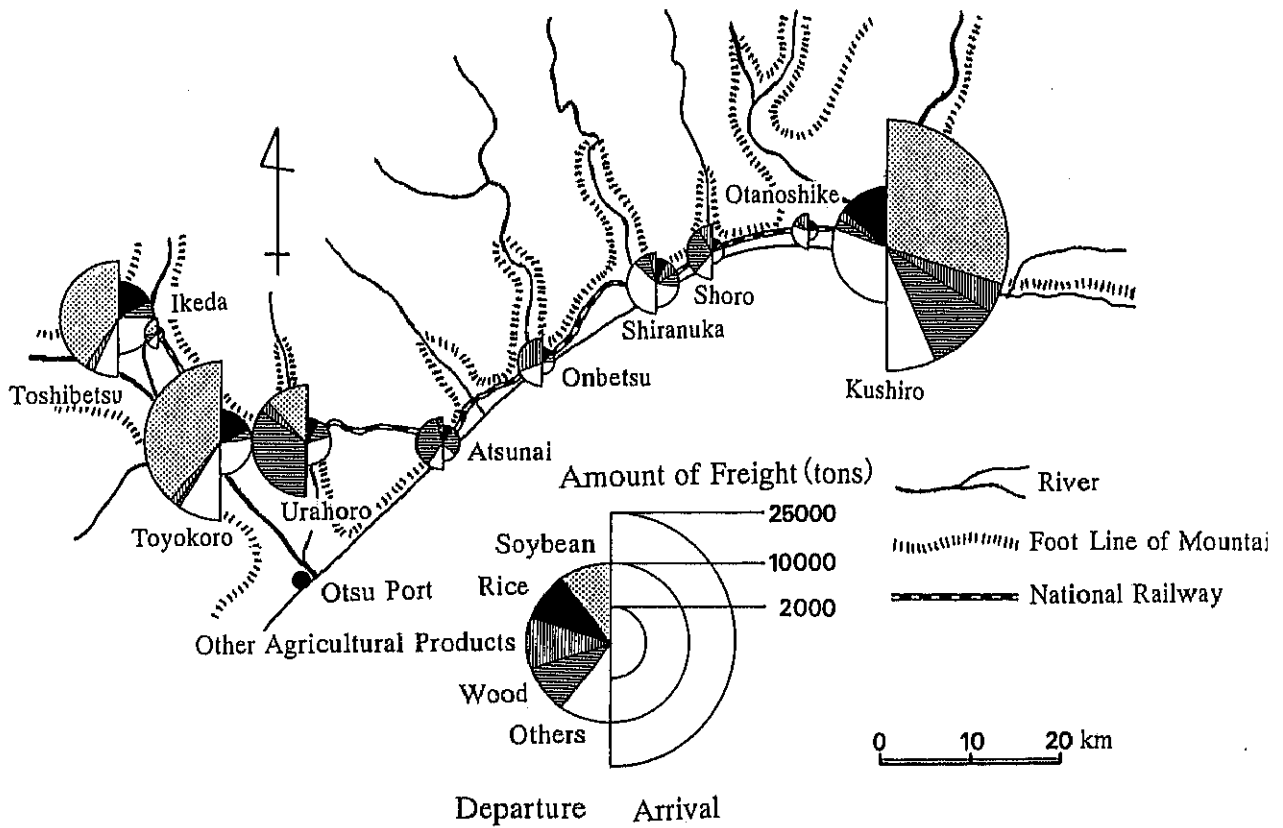 Otanoshike
Ikeda
Shoro
Shiranuka
Toshibetsu
Onbetsu
Kushiro
Atsunai
Urahoro
Toyokoro
Otsu Port
Amount of Freight (tons)
25000
10000
2000
Soybean
Rice
Other Agricultural Products
Wood
Others
Departure Arrival
River
Foot Line of Mountai
National Railway
0 10 20 km